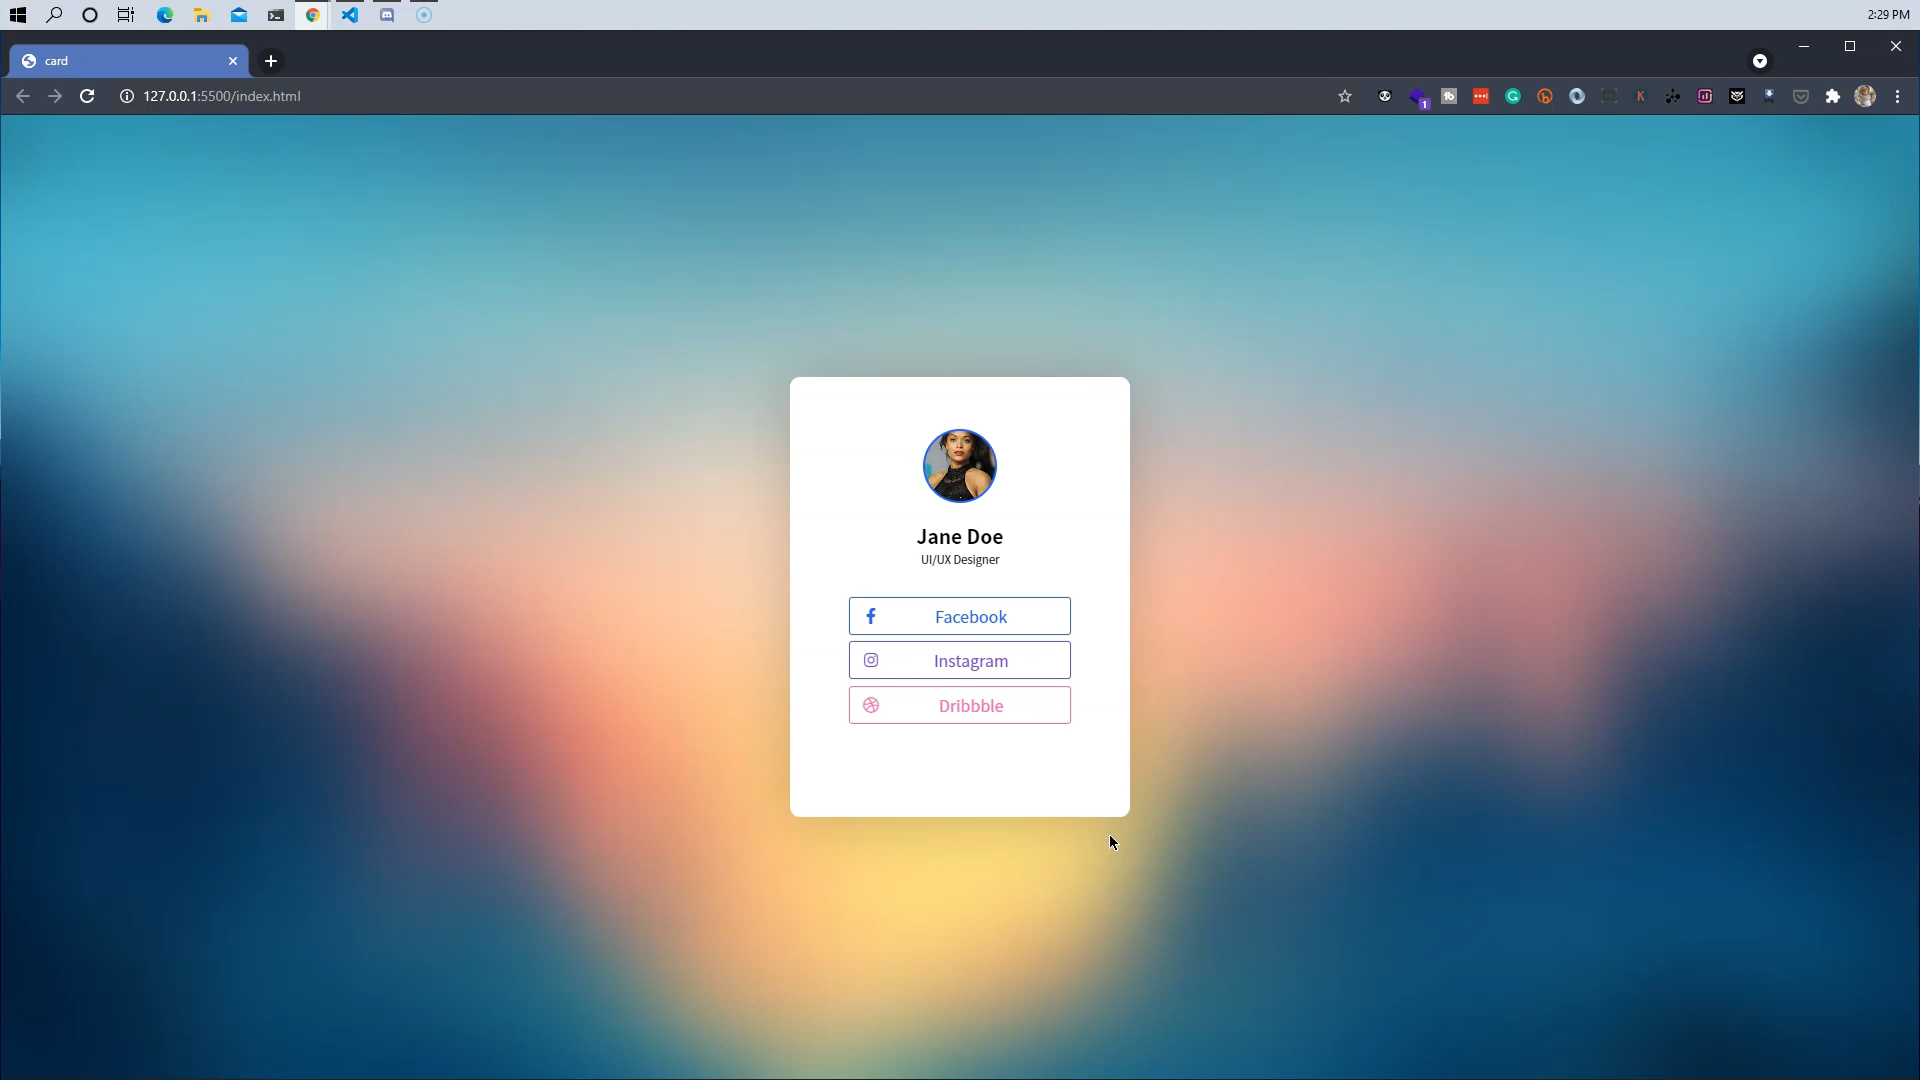 2:29 PM
card
127.0.0.1:5500/index.html
1
Jane Doe
UI/UX Designer
Facebook
Instagram
Dribbble